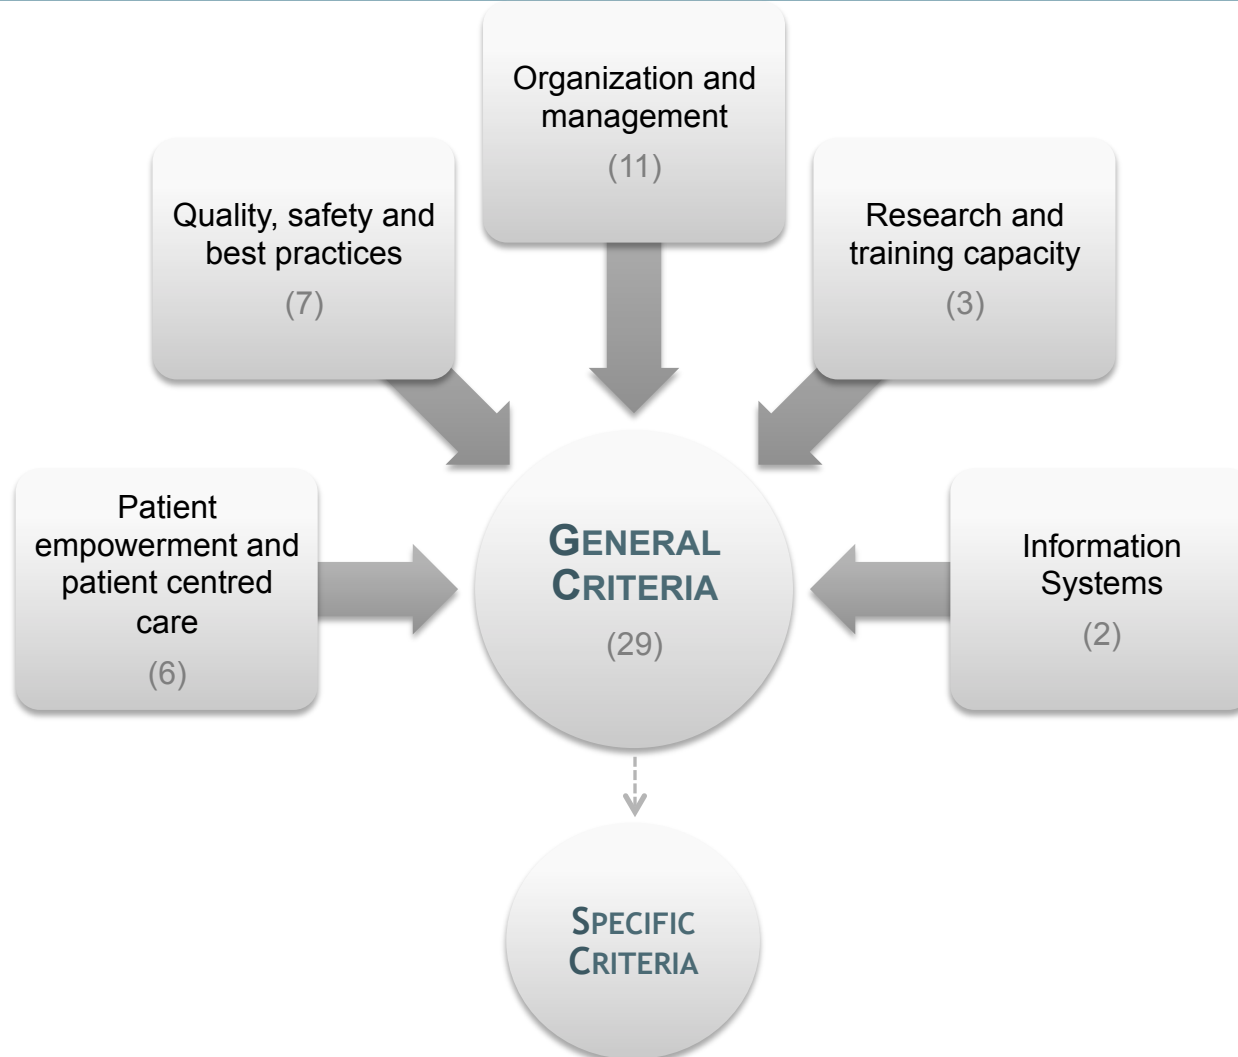 Organization and
management
(11)
Quality, safety and
best practices
(7)
Research and
training capacity
(3)
Patient
empowerment and
patient centred
care
(6)
GENERAL
CRITERIA
(29)
Information
Systems
(2)
SPECIFIC
CRITERIA